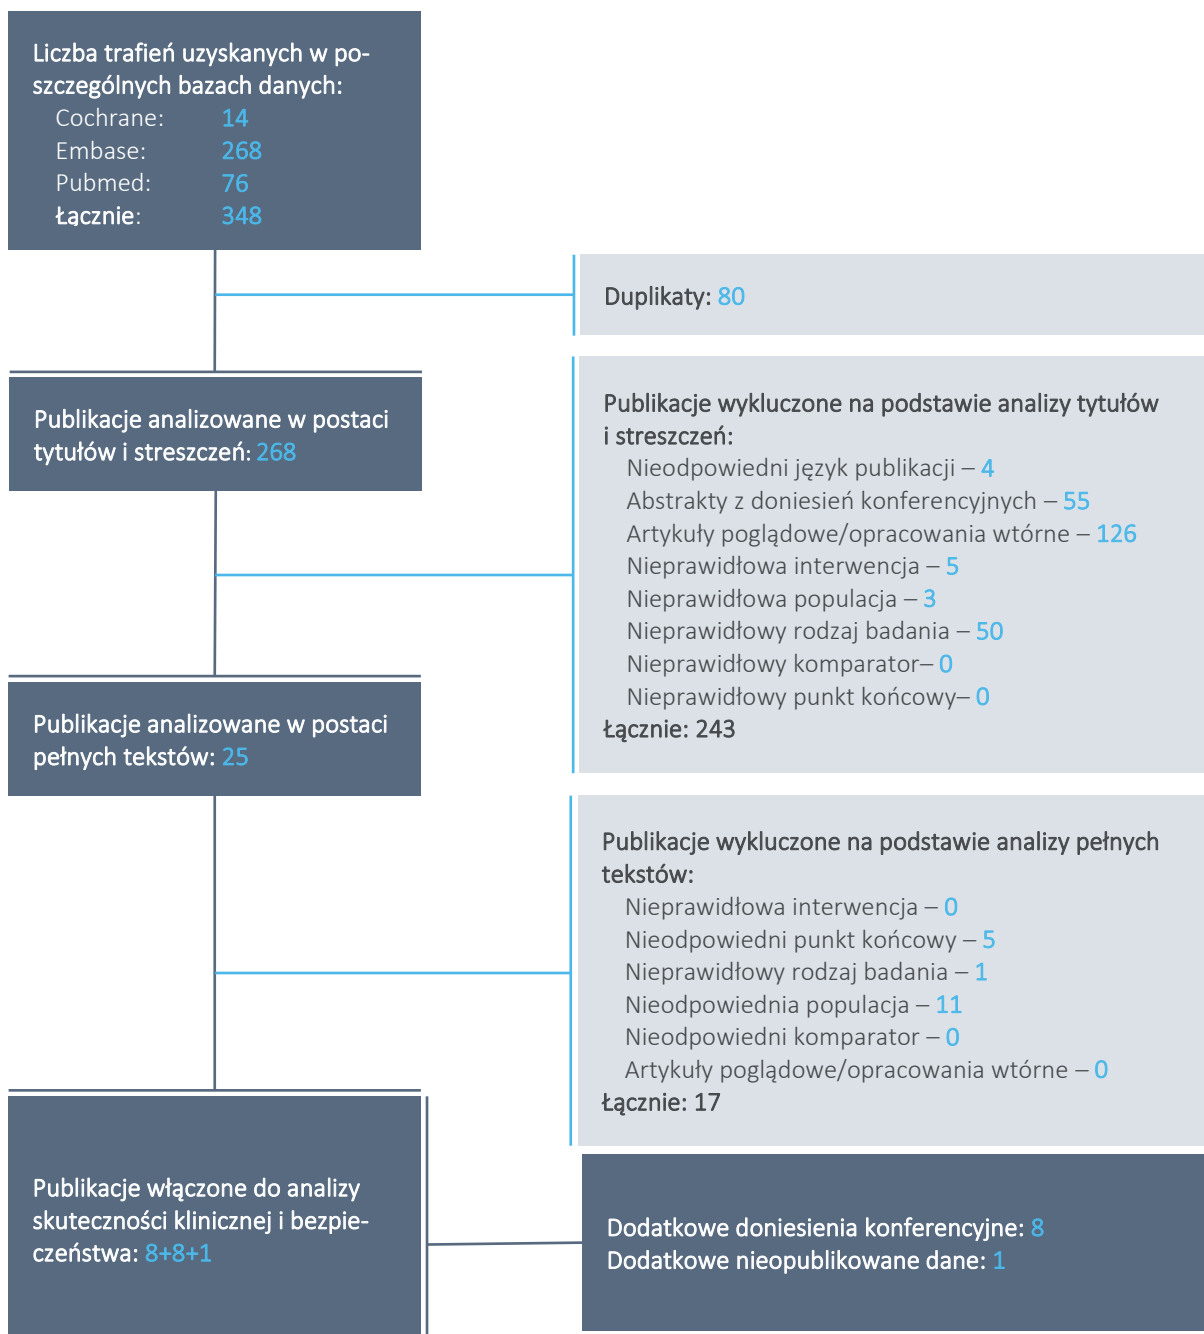 Liczba trafień uzyskanych w po-
szczególnych bazach danych:
Cochrane: 14
Embase: 268
Pubmed: 76
Łącznie: 348
Duplikaty: 80
Publikacje analizowane w postaci
tytułów i streszczeń: 268
Publikacje wykluczone na podstawie analizy tytułów
i streszczeń:
Nieodpowiedni język publikacji – 4
Abstrakty z doniesień konferencyjnych – 55
Artykuły poglądowe/opracowania wtórne – 126
Nieprawidłowa interwencja – 5
Nieprawidłowa populacja – 3
Nieprawidłowy rodzaj badania – 50
Nieprawidłowy komparator– 0
Nieprawidłowy punkt końcowy– 0
Łącznie: 243
Publikacje analizowane w postaci
pełnych tekstów: 25
Publikacje wykluczone na podstawie analizy pełnych
tekstów:
Nieprawidłowa interwencja – 0
Nieodpowiedni punkt końcowy – 5
Nieprawidłowy rodzaj badania – 1
Nieodpowiednia populacja – 11
Nieodpowiedni komparator – 0
Artykuły poglądowe/opracowania wtórne – 0
Łącznie: 17
Publikacje włączone do analizy
skuteczności klinicznej i bezpie-
czeństwa: 8+8+1
Dodatkowe doniesienia konferencyjne: 8
Dodatkowe nieopublikowane dane: 1